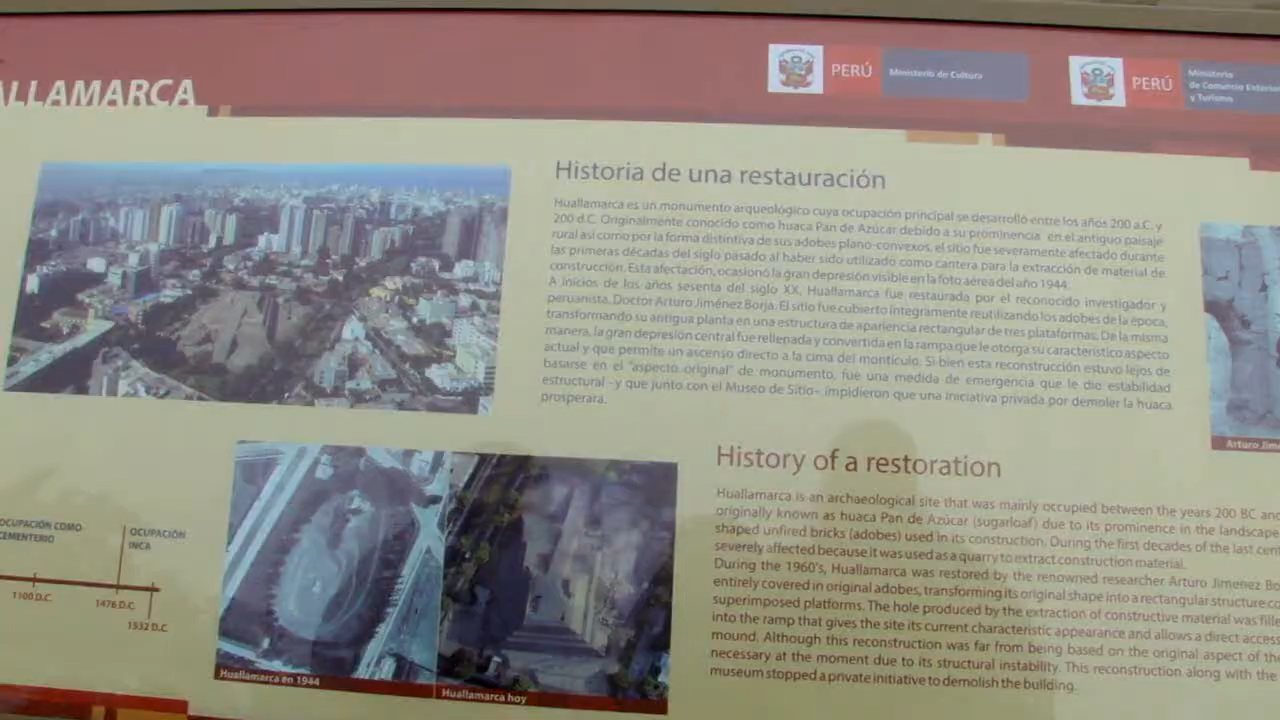 ALLAMARCA
PERÚ
Ministerio de Cultura
PERÚ
Ministerio
de Comercio Exterior
y Turismo
Historia de una restauración
Huallamarca es un monumento arqueológico cuya ocupación principal se desarrolló entre los años 200 a.C. y
200 d.C. Originalmente conocido como huaca Pan de Azúcar debido a su prominencia en el antiguo paisaje
rural así como por la forma distintiva de sus adobes plano-convexos, el sitio fue severamente afectado durante
las primeras décadas del siglo pasado al haber sido utilizado como cantera para la extracción de material de
construcción. Esta afectación, ocasionó la gran depresión visible en la foto aérea del año 1944.
A inicios de los años sesenta del siglo XX, Huallamarca fue restaurada por el reconocido investigador y
peruanista, Doctor Arturo Jiménez Borja. El sitio fue cubierto íntegramente reutilizando los adobes de la época,
transformando su antigua planta en una estructura de apariencia rectangular de tres plataformas. De la misma
manera, la gran depresión central fue rellenada y convertida en la rampa que le otorga su característico aspecto
actual y que permite un ascenso directo a la cima del montículo. Si bien esta reconstrucción estuvo lejos de
basarse en el "aspecto original" de monumento, fue una medida de emergencia que le dio estabilidad
estructural -y que junto con el Museo de Sitio- impidieron que una iniciativa privada por demoler la huaca
prosperara.
Arturo Jim
History of a restoration
Huallamarca is an archaeological site that was mainly occupied between the years 200 BC and
originally known as huaca Pan de Azúcar (sugarloaf) due to its prominence in the landscape
shaped unfired bricks (adobes) used in its construction. During the first decades of the last cen
severely affected because it was used as a quarry to extract construction material.
During the 1960's, Huallamarca was restored by the renowned researcher Arturo Jimenez Bo
entirely covered in original adobes, transforming its original shape into a rectangular structure co
superimposed platforms. The hole produced by the extraction of constructive material was fille
into the ramp that gives the site its current characteristic appearance and allows a direct access
mound. Although this reconstruction was far from being based on the original aspect of the
necessary at the moment due to its structural instability. This reconstruction along with the
museum stopped a private initiative to demolish the building.
OCUPACIÓN COMO
CEMENTERIO
OCUPACIÓN
INCA
1100 D.C.
1476 D.C.
1532 D.C.
Huallamarca en 1944
Huallamarca hoy